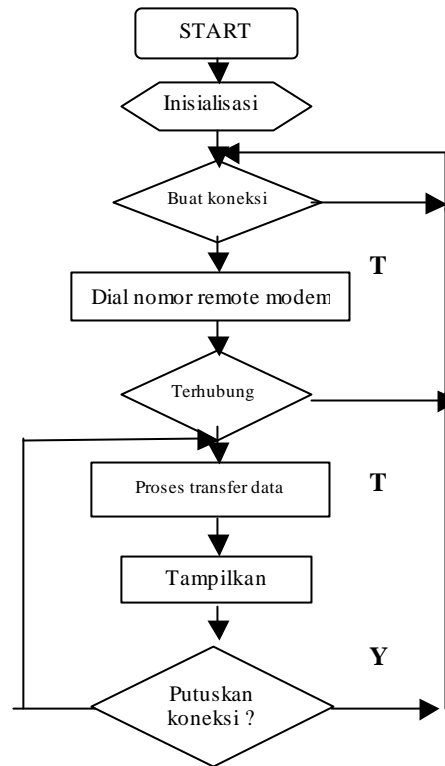 START
Inisialisasi
Buat koneksi
T
Dial nomor remote modem
Terhubung
T
Proses transfer data
Tampilkan
Y
Putuskan
koneksi ?